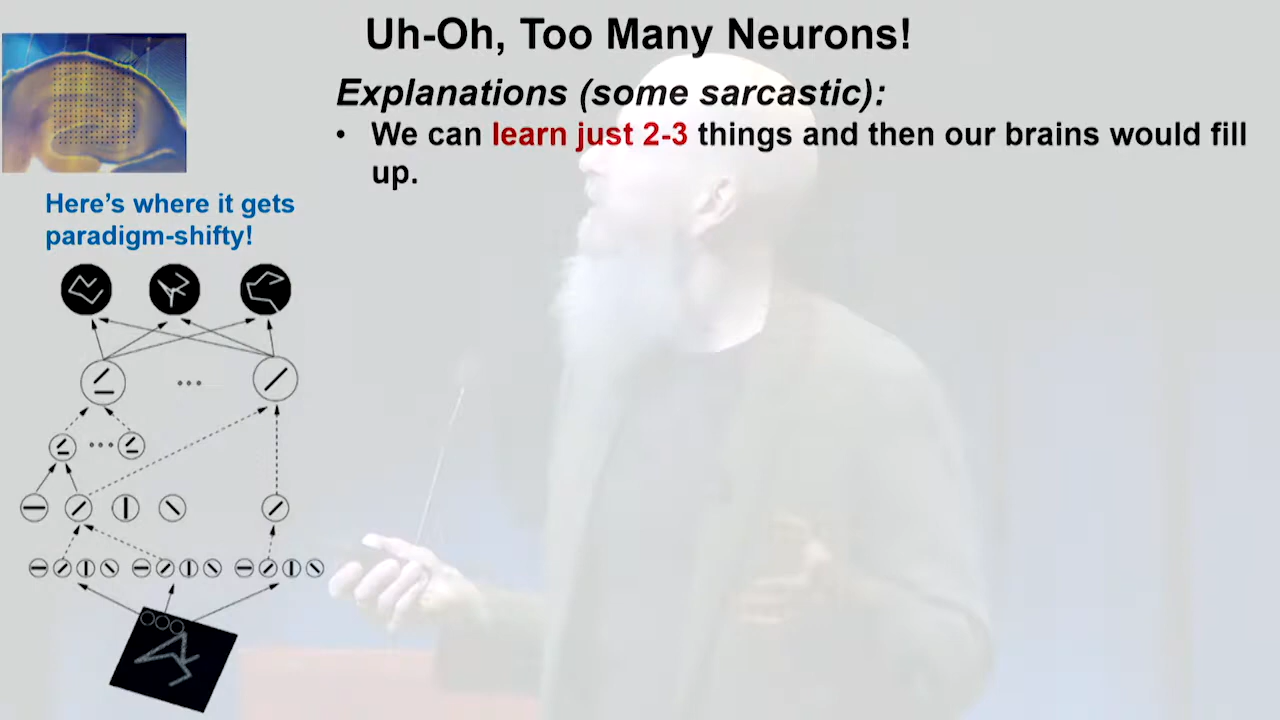 Uh-Oh, Too Many Neurons!
Explanations (some sarcastic):
• We can learn just 2-3 things and then our brains would fill
up.
Here's where it gets
paradigm-shifty!